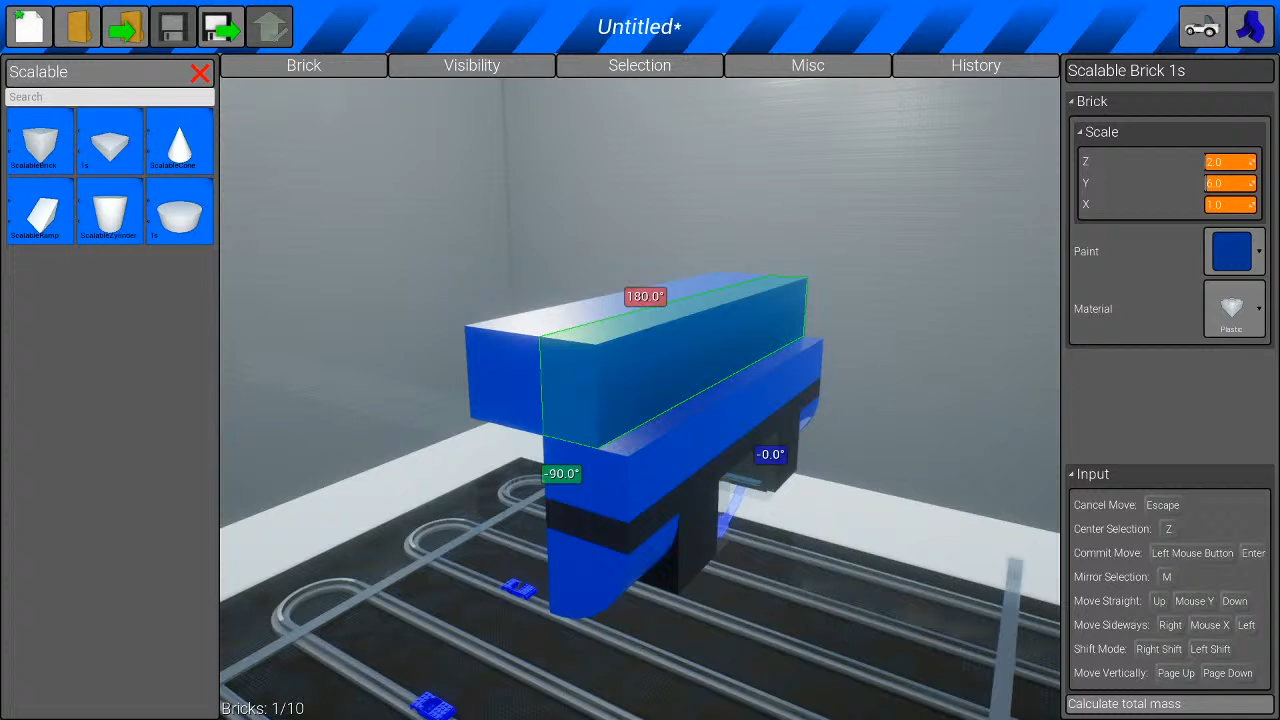 Untitled*
Scalable
Search
ScalableBrick
1s
ScalableCone
ScalableRamp
ScalableZylinder
1s
Brick
Visibility
Selection
Misc
History
180.0°
-90.0°
-0.0°
Bricks: 1/10
Scalable Brick 1s
Brick
Scale
Z 2.0
Y 6.0
X 1.0
Paint
Material
Plastic
Input
Cancel Move: Escape
Center Selection: Z
Commit Move: Left Mouse Button Enter
Mirror Selection: M
Move Straight: Up Mouse Y Down
Move Sideways: Right Mouse X Left
Shift Mode: Right Shift Left Shift
Move Vertically: Page Up Page Down
Calculate total mass